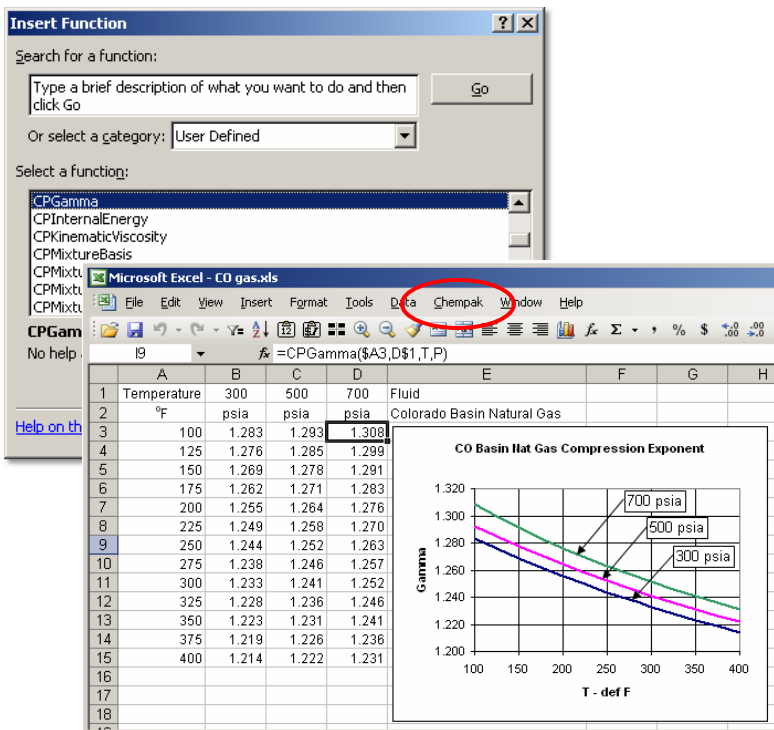 Insert Function
Search for a function:
Type a brief description of what you want to do and then
click Go
Go
Or select a category: User Defined
Select a function:
CPGamma
CPInternalEnergy
CPKinematicViscosity
CPMixtureBasis
CPMixtu
CPMixtu
CPMixtu
CPGam
No help
Help on th
Microsoft Excel - CO gas.xls
File Edit View Insert Format Tools Data Chempak Window Help
I9 fx =CPGamma($A3,D$1,T,P)
A B C D E F G H
1 Temperature 300 500 700 Fluid
2 ºF psia psia psia Colorado Basin Natural Gas
3 100 1.283 1.293 1.308
4 125 1.276 1.285 1.299
5 150 1.269 1.278 1.291
6 175 1.262 1.271 1.283
7 200 1.255 1.264 1.276
8 225 1.249 1.258 1.270
9 250 1.244 1.252 1.263
10 275 1.238 1.246 1.257
11 300 1.233 1.241 1.252
12 325 1.228 1.236 1.246
13 350 1.223 1.231 1.241
14 375 1.219 1.226 1.236
15 400 1.214 1.222 1.231
16
17
18
CO Basin Nat Gas Compression Exponent
Gamma
1.320
1.300
1.280
1.260
1.240
1.220
1.200
700 psia
500 psia
300 psia
100 150 200 250 300 350 400
T - def F